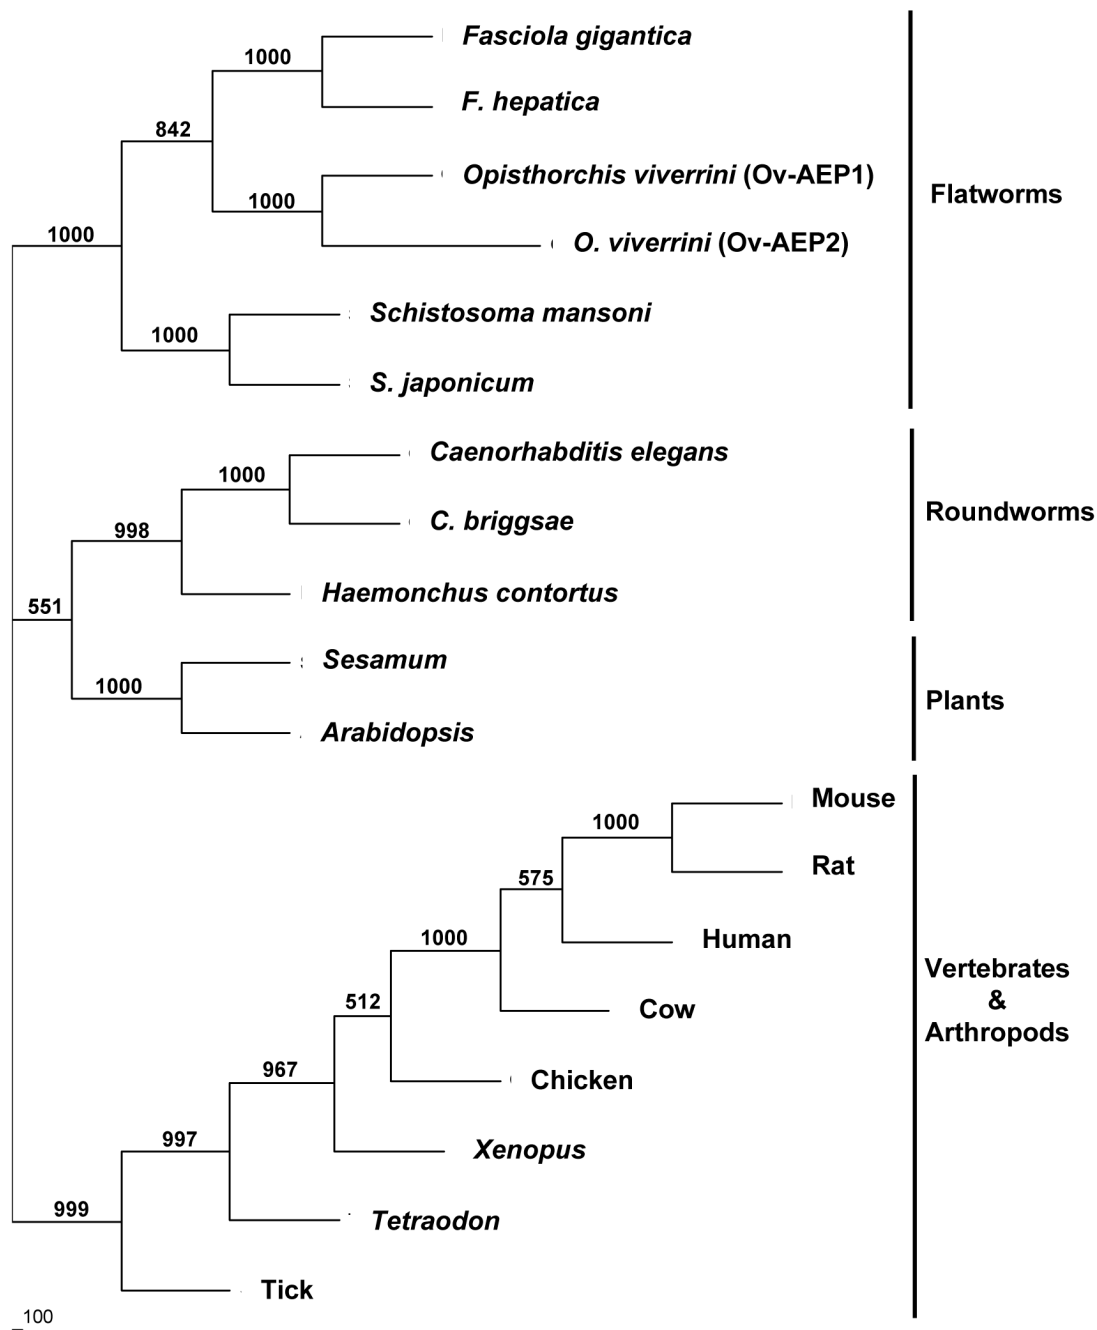 Fasciola gigantica
1000
F. hepatica
842
Opisthorchis viverrini (Ov-AEP1)
Flatworms
1000
1000
O. viverrini (Ov-AEP2)
Schistosoma mansoni
1000
S. japonicum
Caenorhabditis elegans
1000
Roundworms
C. briggsae
998
Haemonchus contortus
551
Sesamum
1000
Plants
Arabidopsis
Mouse
1000
Rat
575
Human
1000
Vertebrates
&
Arthropods
512
Cow
967
Chicken
997
Xenopus
999
Tetraodon
Tick
100